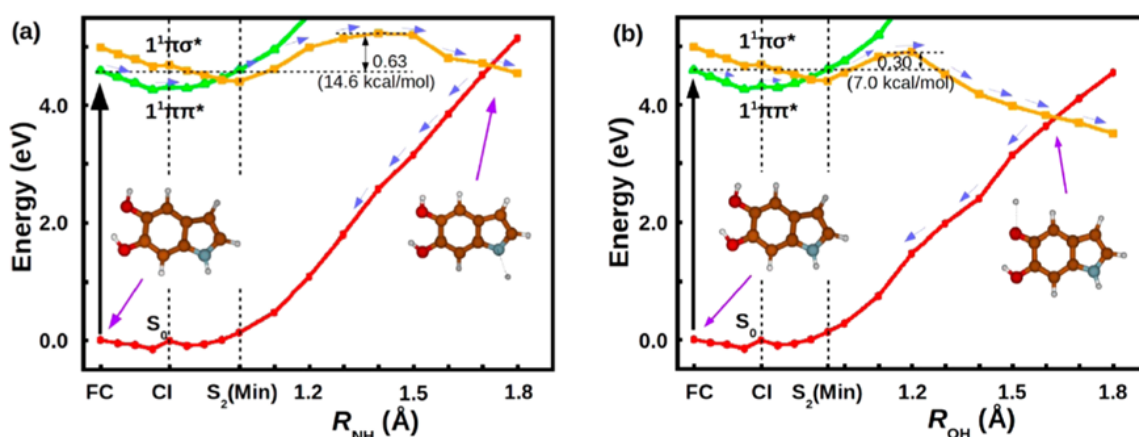 (a)
Energy (eV)
4.0
2.0
0.0
1¹πσ*
1¹ππ*
0.63
(14.6 kcal/mol)
S₀
FC CI S₂(Min) 1.2 1.5 1.8
R_NH (Å)
(b)
Energy (eV)
4.0
2.0
0.0
1¹πσ*
1¹ππ*
0.30
(7.0 kcal/mol)
S₀
FC CI S₂(Min) 1.2 1.5 1.8
R_OH (Å)